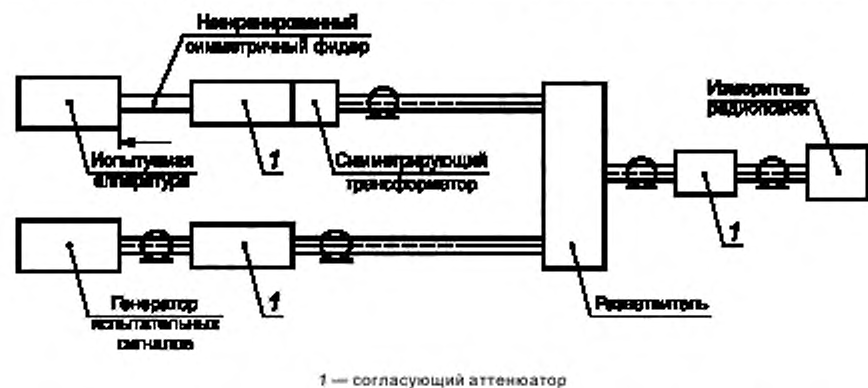 Неэкранированный
симметричный фидер
Измеритель
радиопомех
Испытуемая
аппаратура
1
Симметрирующий
трансформатор
1
Генератор
испытательных
сигналов
1
Разветвитель
1 — согласующий аттенюатор